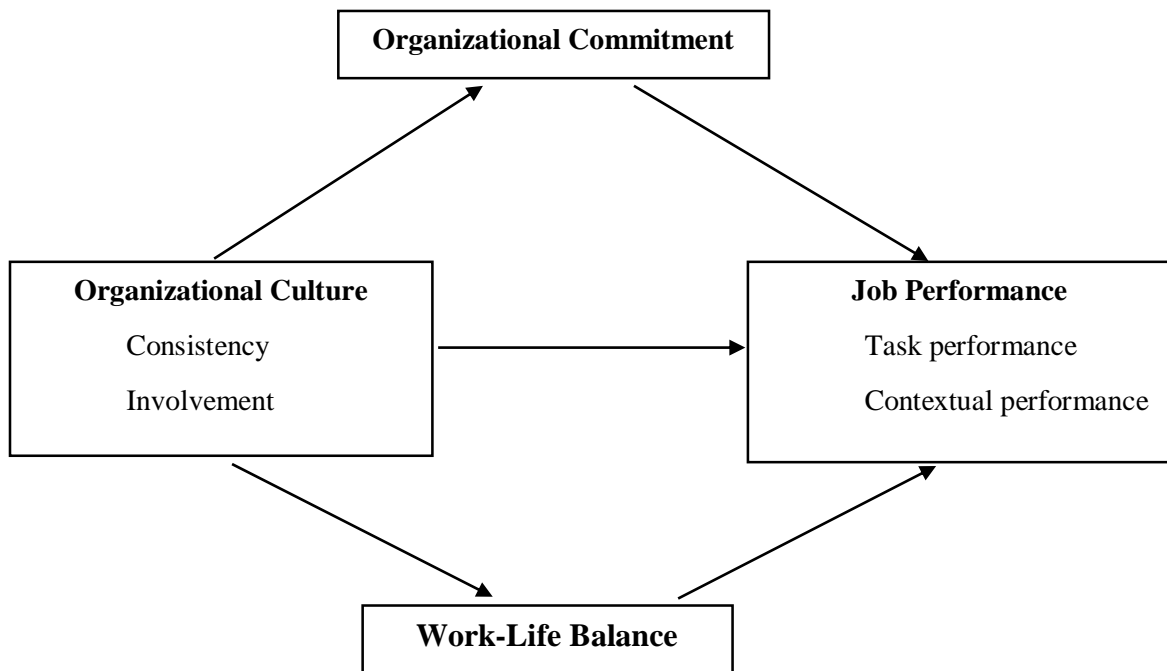 Organizational Commitment
Organizational Culture
Consistency
Involvement
Job Performance
Task performance
Contextual performance
Work-Life Balance